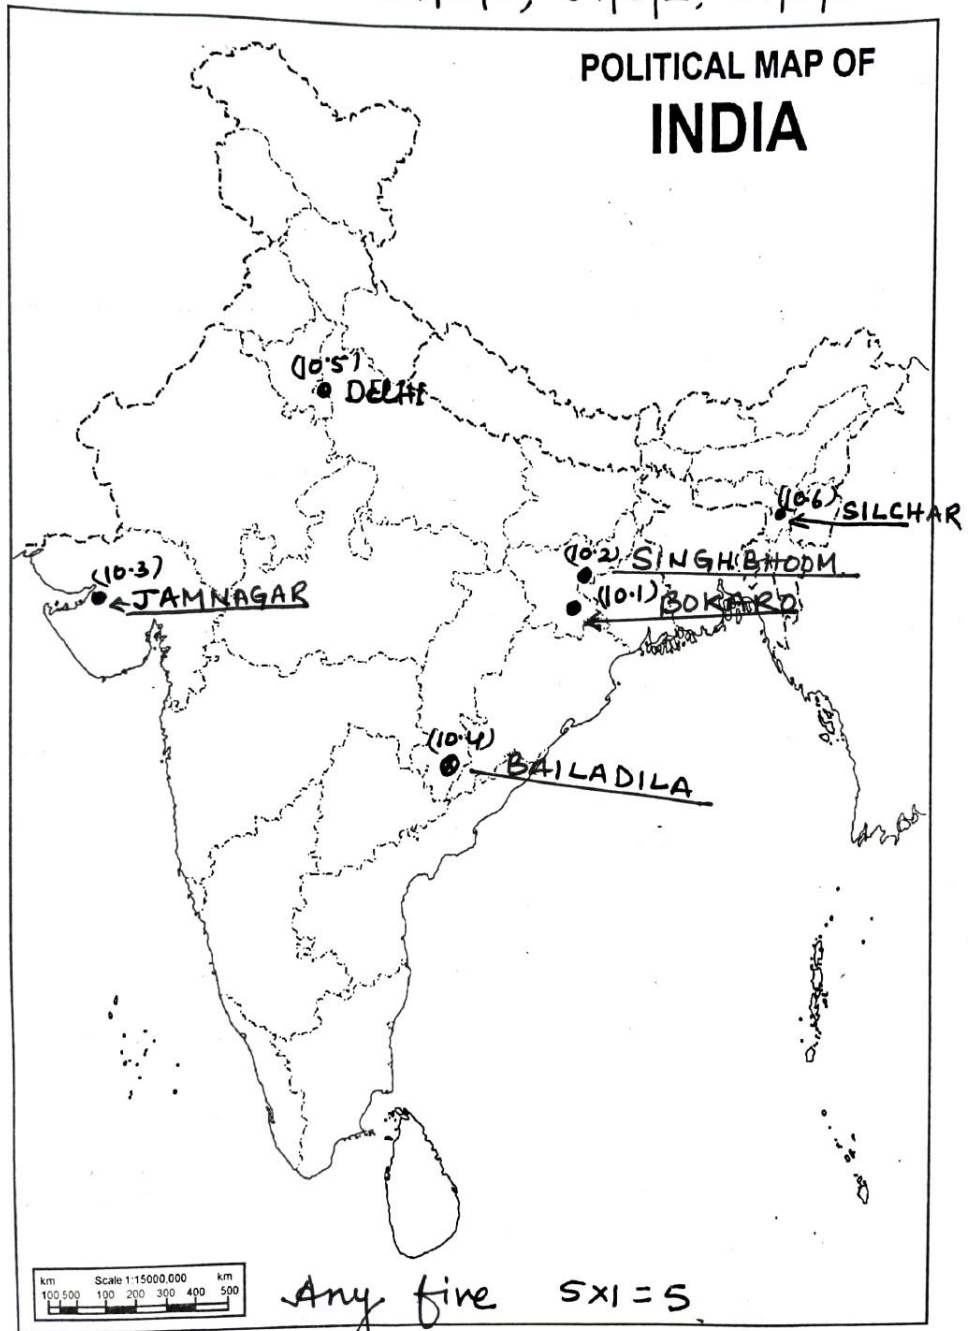 POLITICAL MAP OF
INDIA
(10.5)
DELHI
(10.6)
SILCHAR
(10.2) SINGHBHOOM
(10.3)
JAMNAGAR
(10.1) BOKARO
(10.4)
BAILADILA
km Scale 1:15000,000 km
100 500 100 200 300 400 500
Any five 5x1=5